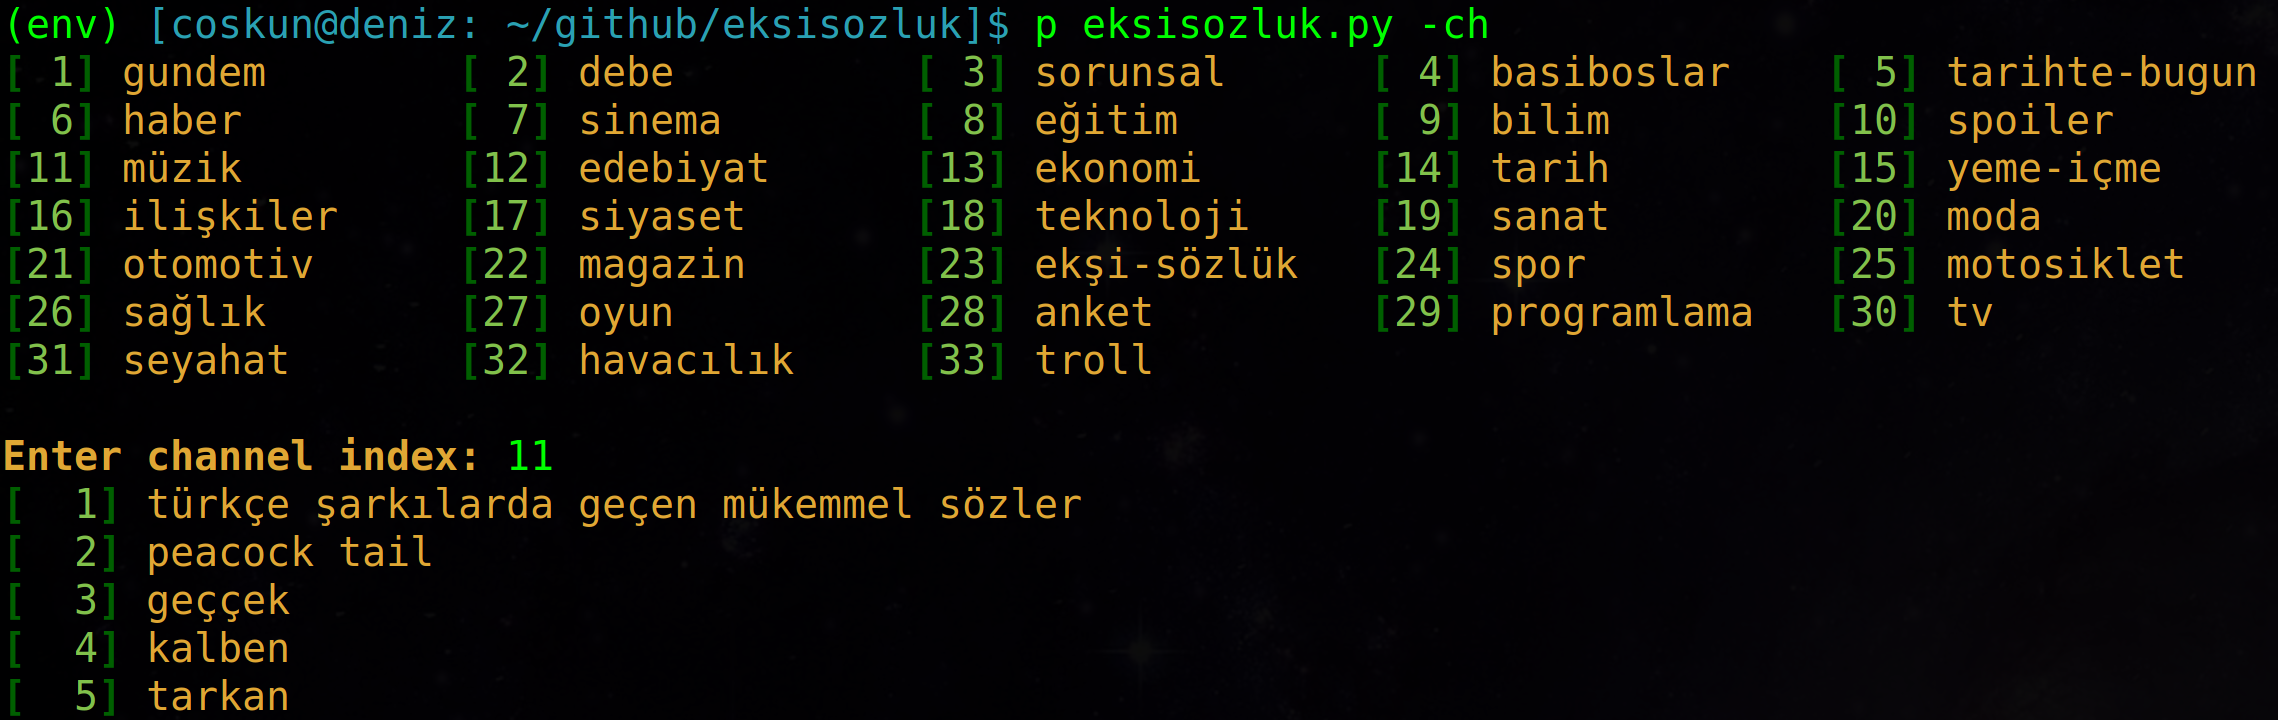 (env) [coskun@deniz: ~/github/eksisozluk]$ p eksisozluk.py -ch
[ 1] gundem [ 2] debe [ 3] sorunsal [ 4] basiboslar [ 5] tarihte-bugun
[ 6] haber [ 7] sinema [ 8] eğitim [ 9] bilim [10] spoiler
[11] müzik [12] edebiyat [13] ekonomi [14] tarih [15] yeme-içme
[16] ilişkiler [17] siyaset [18] teknoloji [19] sanat [20] moda
[21] otomotiv [22] magazin [23] ekşi-sözlük [24] spor [25] motosiklet
[26] sağlık [27] oyun [28] anket [29] programlama [30] tv
[31] seyahat [32] havacılık [33] troll
Enter channel index: 11
[  1] türkçe şarkılarda geçen mükemmel sözler
[  2] peacock tail
[  3] geççek
[  4] kalben
[  5] tarkan